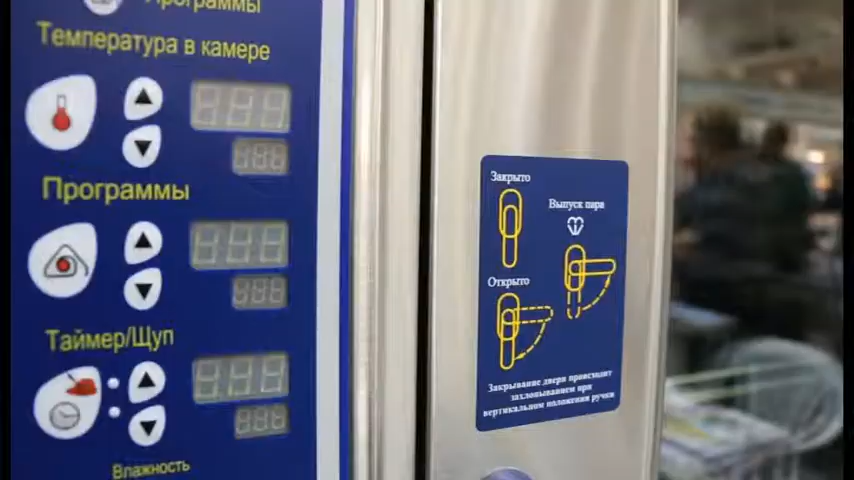 Программы
Температура в камере
Программы
Таймер/Щуп
Влажность
Закрыто
Выпуск пара
Открыто
Закрывание двери происходит
захлопыванием при
вертикальном положении ручки